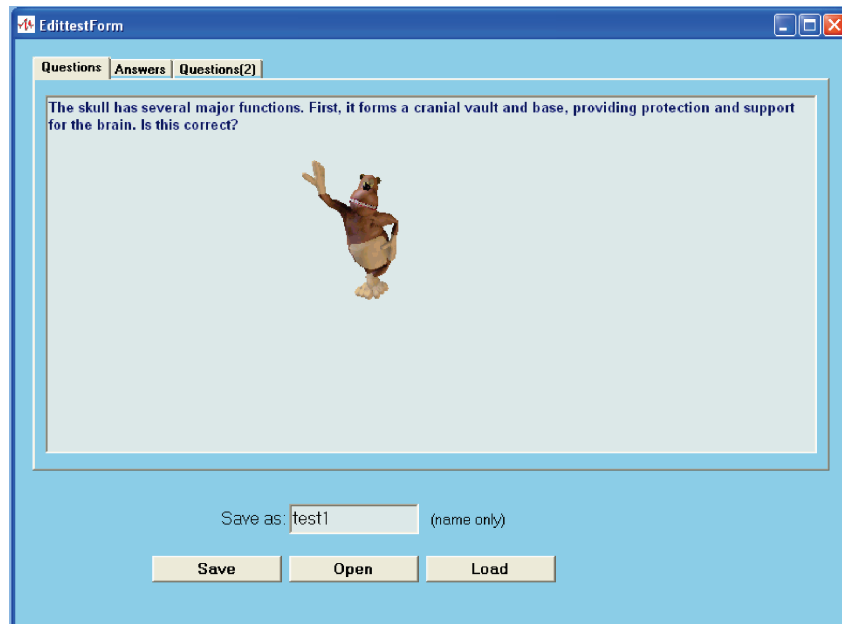 EdittestForm
Questions Answers Questions(2)
The skull has several major functions. First, it forms a cranial vault and base, providing protection and support
for the brain. Is this correct?
Save as: test1 (name only)
Save Open Load